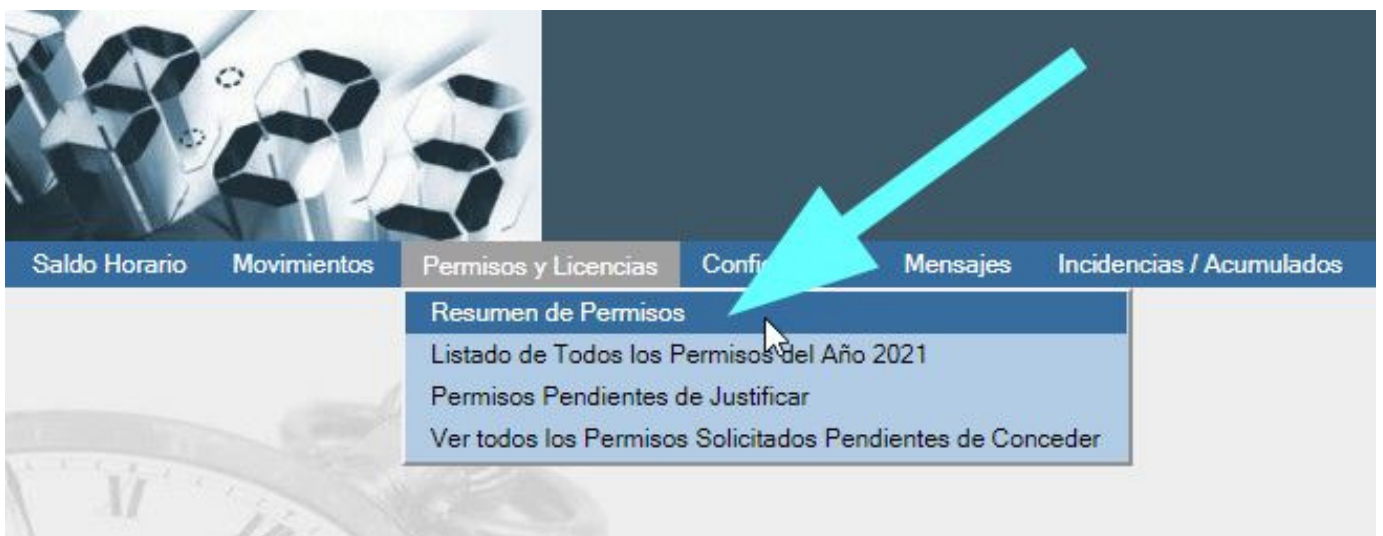 Saldo Horario Movimientos Permisos y Licencias Mensajes Incidencias / Acumulados
Resumen de Permisos
Listado de Todos los Permisos del Año 2021
Permisos Pendientes de Justificar
Ver todos los Permisos Solicitados Pendientes de Conceder